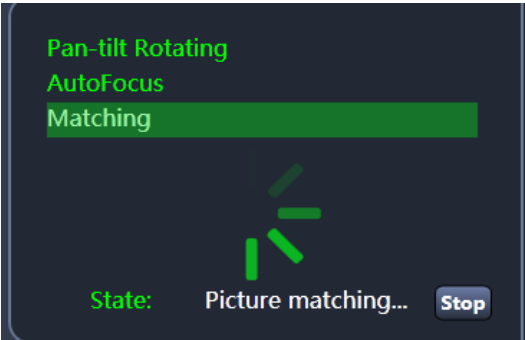 Pan-tilt Rotating
AutoFocus
Matching
State: Picture matching... Stop